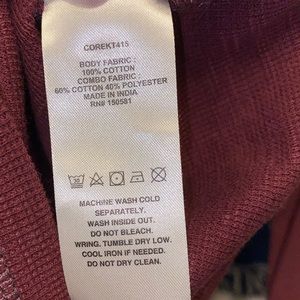 COREKT415
BODY FABRIC :
100% COTTON
COMBO FABRIC :
60% COTTON 40% POLYESTER
MADE IN INDIA
RN# 150581
30
MACHINE WASH COLD
SEPARATELY.
WASH INSIDE OUT.
DO NOT BLEACH.
WRING. TUMBLE DRY LOW.
COOL IRON IF NEEDED.
DO NOT DRY CLEAN.